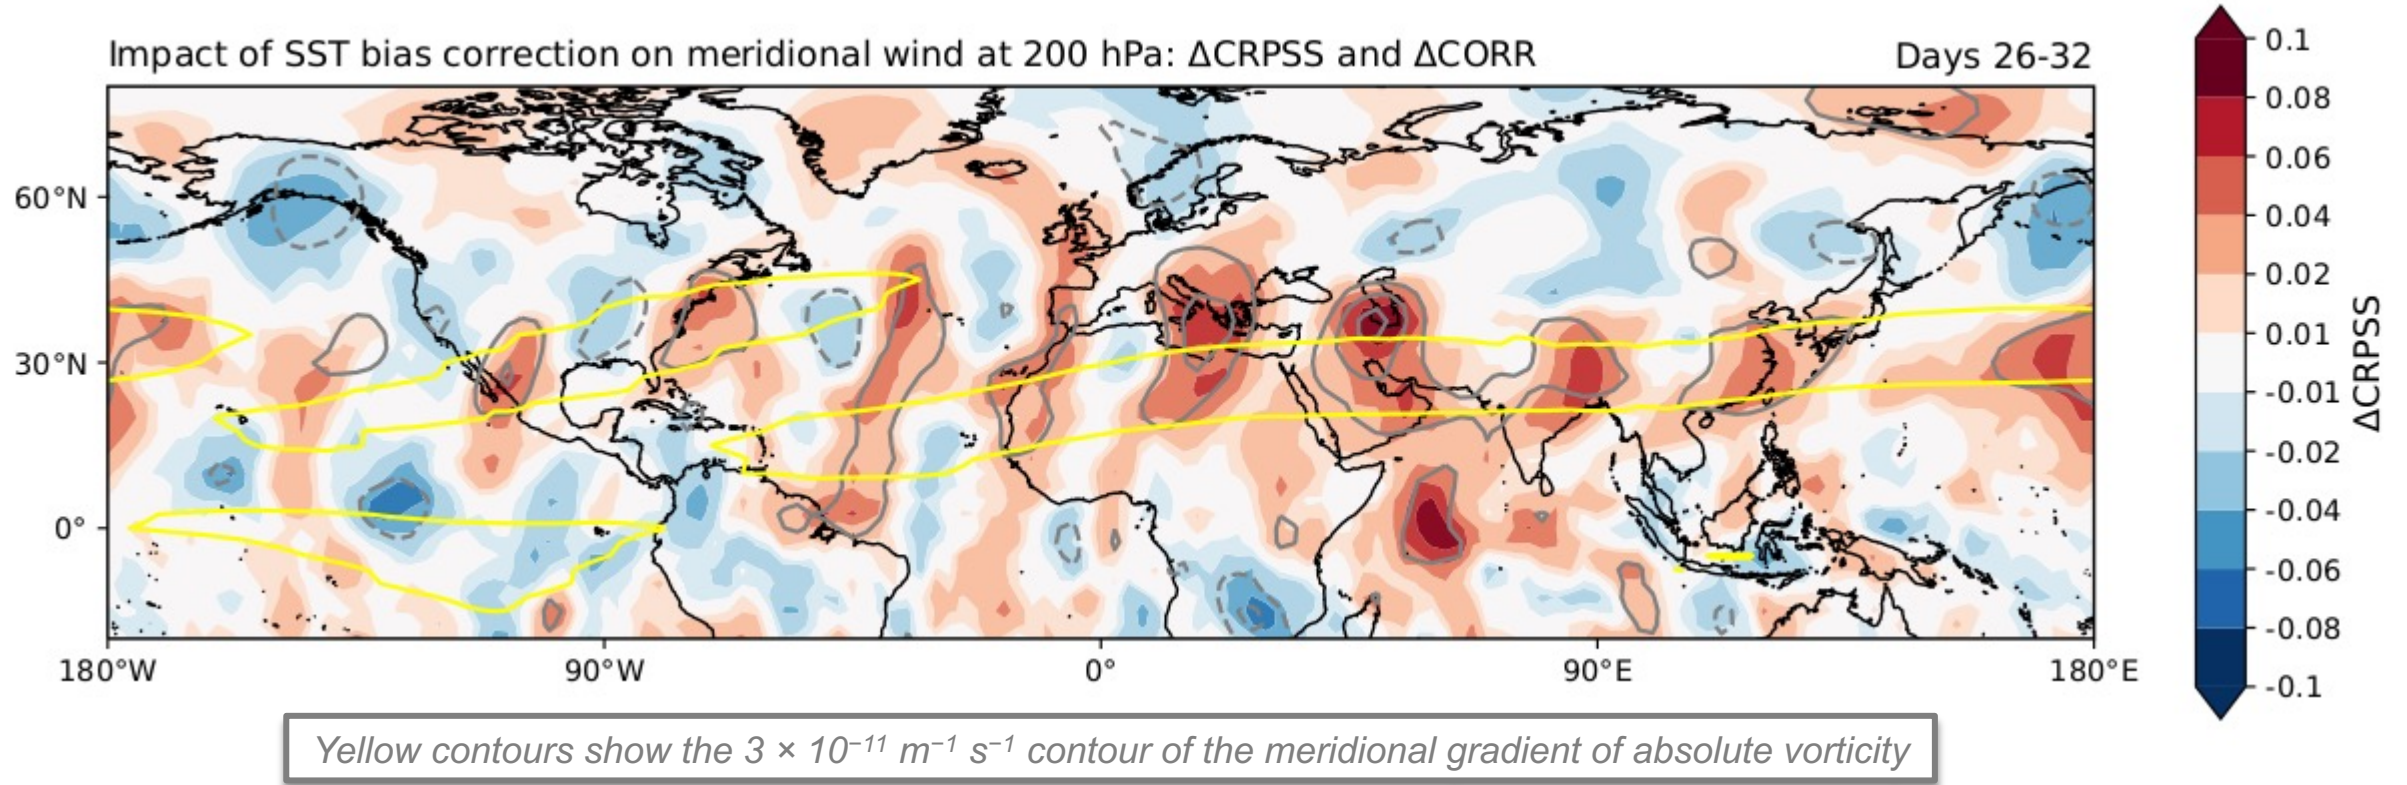 Impact of SST bias correction on meridional wind at 200 hPa: ΔCRPSS and ΔCORR
Days 26-32
60°N
30°N
0°
180°W
90°W
0°
90°E
180°E
0.1
0.08
0.06
0.04
0.02
0.01
-0.01
-0.02
-0.04
-0.06
-0.08
-0.1
ΔCRPSS
Yellow contours show the 3 × 10⁻¹¹ m⁻¹ s⁻¹ contour of the meridional gradient of absolute vorticity